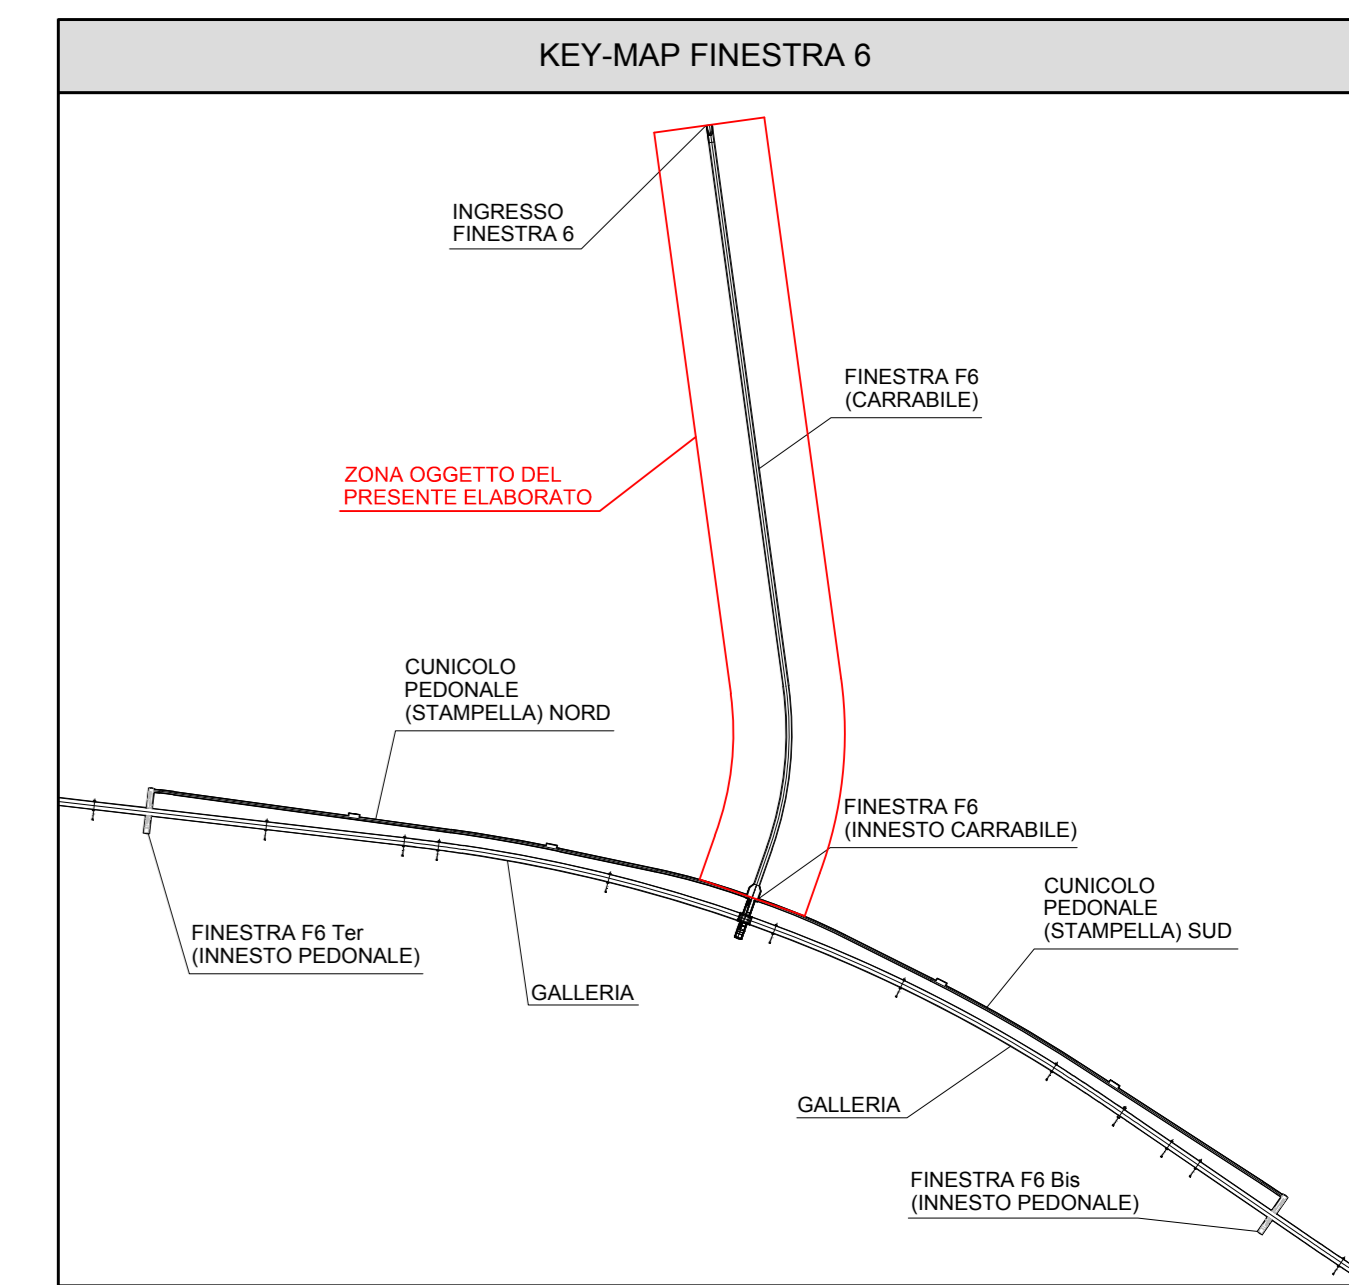 KEY-MAP FINESTRA 6
INGRESSO
FINESTRA 6
FINESTRA F6
(CARRABILE)
ZONA OGGETTO DEL
PRESENTE ELABORATO
CUNICOLO
PEDONALE
(STAMPELLA) NORD
FINESTRA F6
(INNESTO CARRABILE)
CUNICOLO
PEDONALE
(STAMPELLA) SUD
FINESTRA F6 Ter
(INNESTO PEDONALE)
GALLERIA
GALLERIA
FINESTRA F6 Bis
(INNESTO PEDONALE)